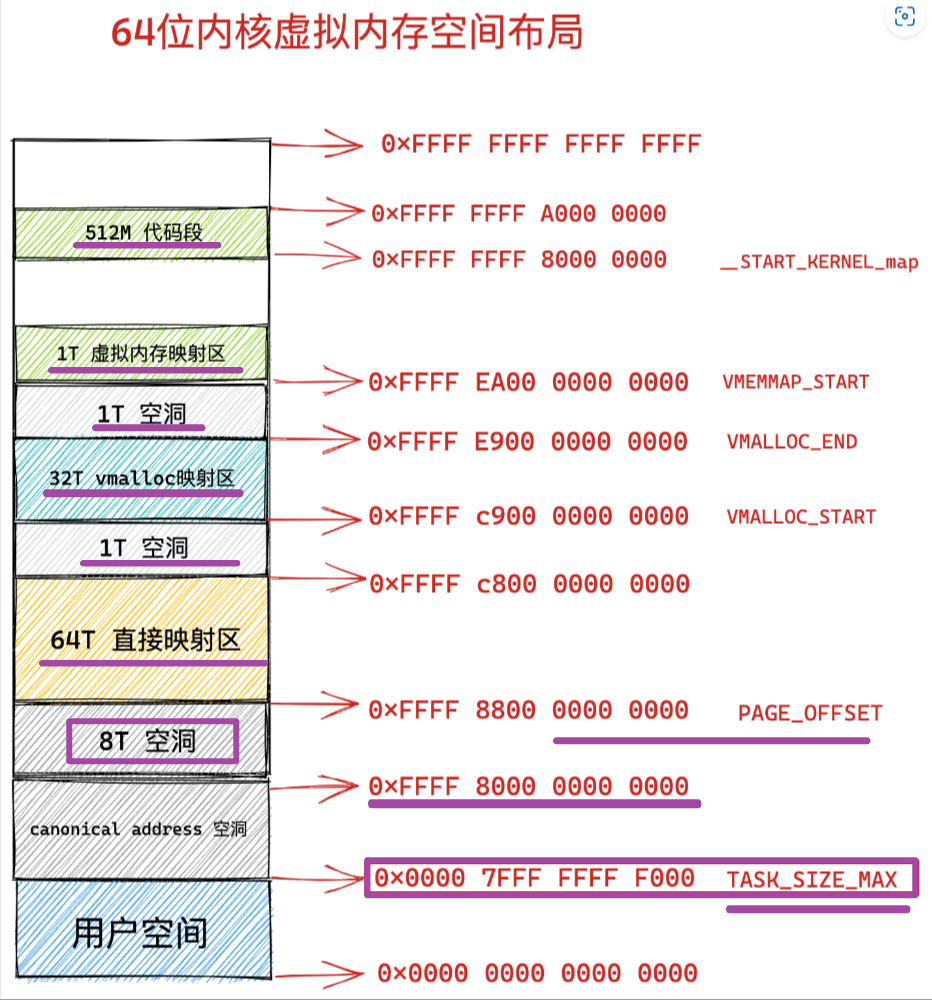 64位内核虚拟内存空间布局
0×FFFF FFFF FFFF FFFF
0×FFFF FFFF A000 0000
512M 代码段
0×FFFF FFFF 8000 0000 __START_KERNEL_map
1T 虚拟内存映射区
0×FFFF EA00 0000 0000 VMEMMAP_START
1T 空洞
0×FFFF E900 0000 0000 VMALLOC_END
32T vmalloc映射区
0×FFFF c900 0000 0000 VMALLOC_START
1T 空洞
0×FFFF c800 0000 0000
64T 直接映射区
0×FFFF 8800 0000 0000 PAGE_OFFSET
8T 空洞
0×FFFF 8000 0000 0000
canonical address 空洞
0×0000 7FFF FFFF F000 TASK_SIZE_MAX
用户空间
0×0000 0000 0000 0000